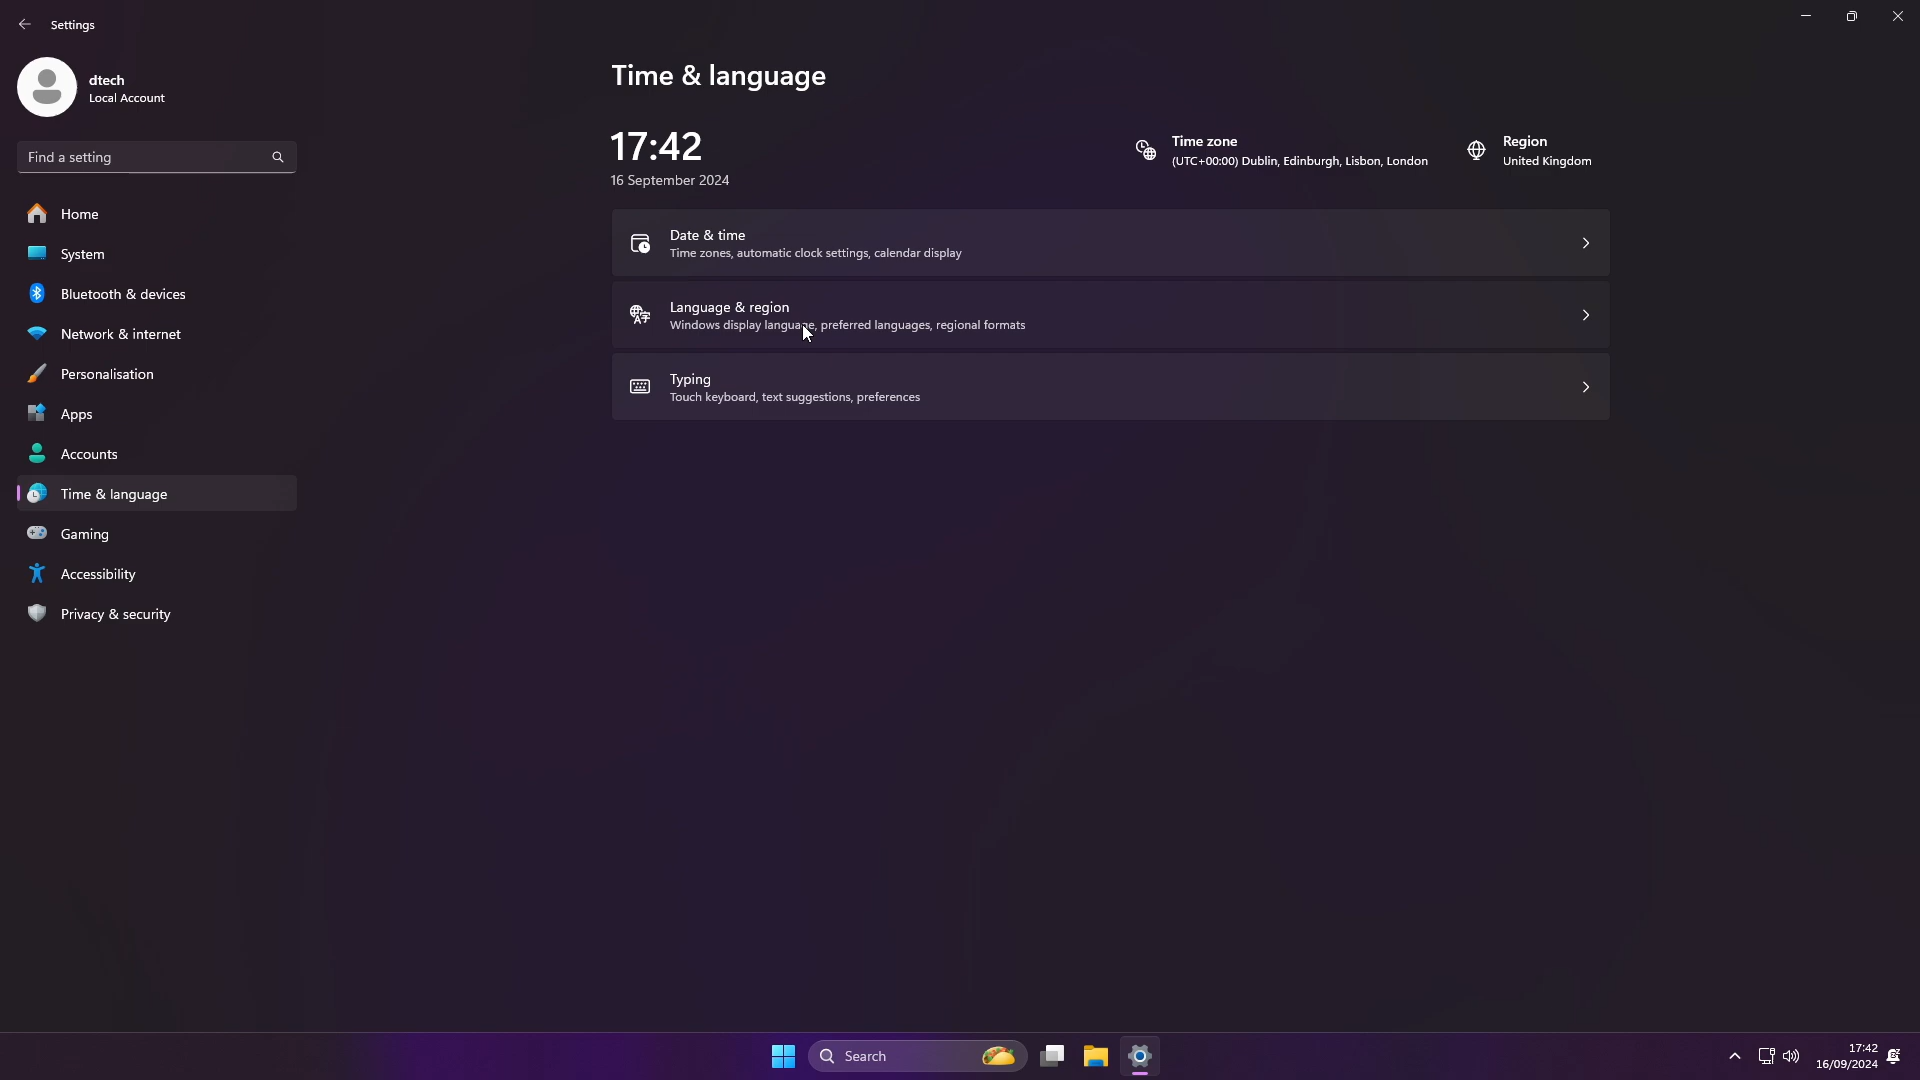 Settings
dtech
Local Account
Find a setting
Home
System
Bluetooth & devices
Network & internet
Personalisation
Apps
Accounts
Time & language
Gaming
Accessibility
Privacy & security
Time & language
17:42
16 September 2024
Time zone
(UTC+00:00) Dublin, Edinburgh, Lisbon, London
Region
United Kingdom
Date & time
Time zones, automatic clock settings, calendar display
Language & region
Windows display language, preferred languages, regional formats
Typing
Touch keyboard, text suggestions, preferences
Search
17:42
16/09/2024